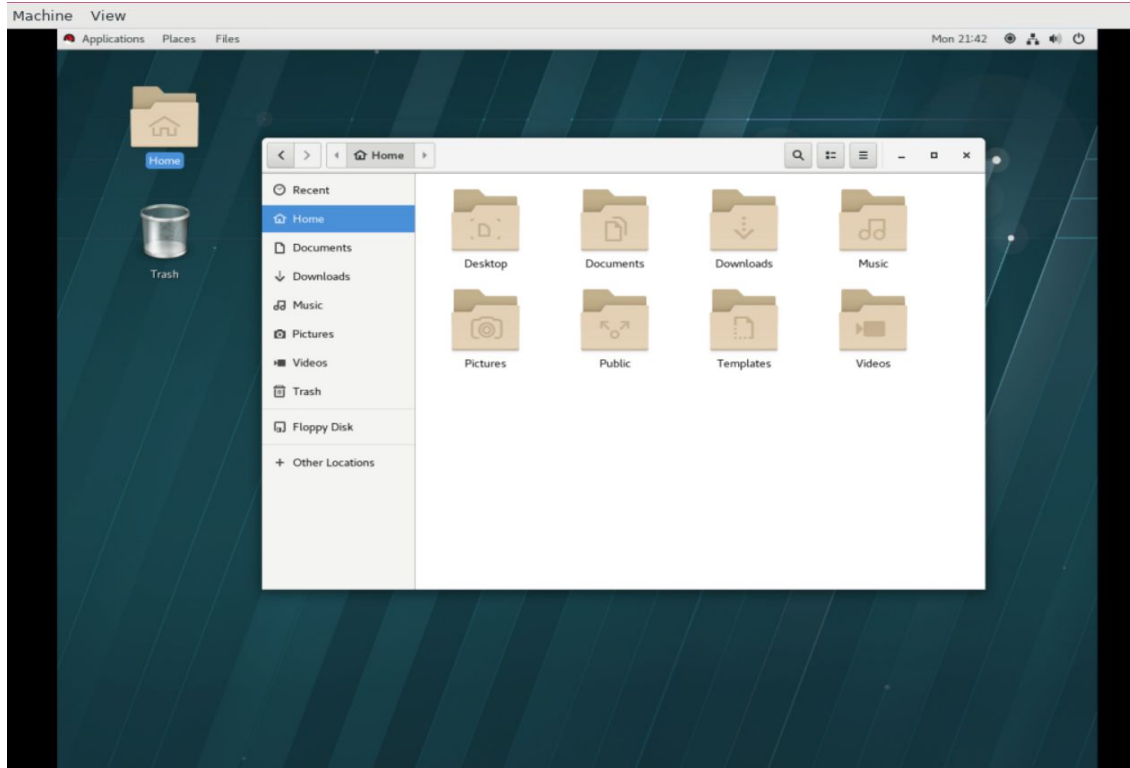 Machine View
Applications Places Files Mon 21:42
Home
Trash
Home
Recent
Home
Documents
Downloads
Music
Pictures
Videos
Trash
Floppy Disk
Other Locations
Desktop Documents Downloads Music
Pictures Public Templates Videos